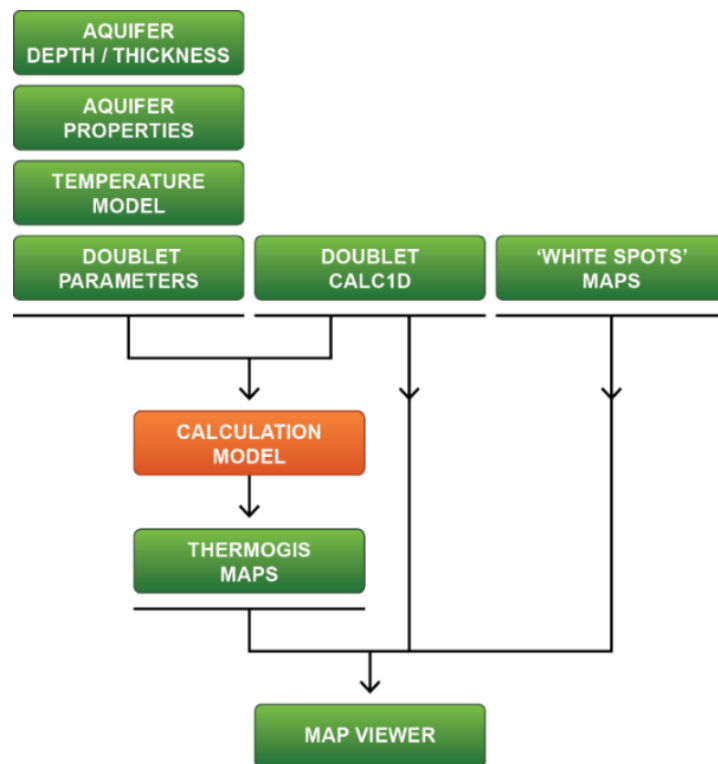 AQUIFER
DEPTH / THICKNESS
AQUIFER
PROPERTIES
TEMPERATURE
MODEL
DOUBLET
PARAMETERS
DOUBLET
CALC1D
‘WHITE SPOTS’
MAPS
CALCULATION
MODEL
THERMOGIS
MAPS
MAP VIEWER